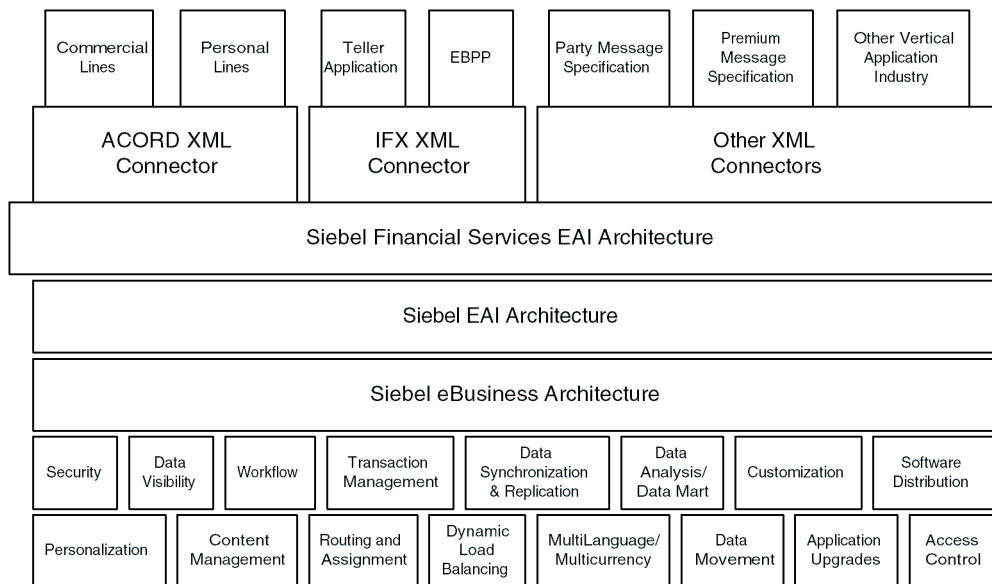 Commercial
Lines
Personal
Lines
Teller
Application
EBPP
Party Message
Specification
Premium
Message
Specification
Other Vertical
Application
Industry
ACORD XML
Connector
IFX XML
Connector
Other XML
Connectors
Siebel Financial Services EAI Architecture
Siebel EAI Architecture
Siebel eBusiness Architecture
Security
Data
Visibility
Workflow
Transaction
Management
Data
Synchronization
& Replication
Data
Analysis/
Data Mart
Customization
Software
Distribution
Personalization
Content
Management
Routing and
Assignment
Dynamic
Load
Balancing
MultiLanguage/
Multicurrency
Data
Movement
Application
Upgrades
Access
Control